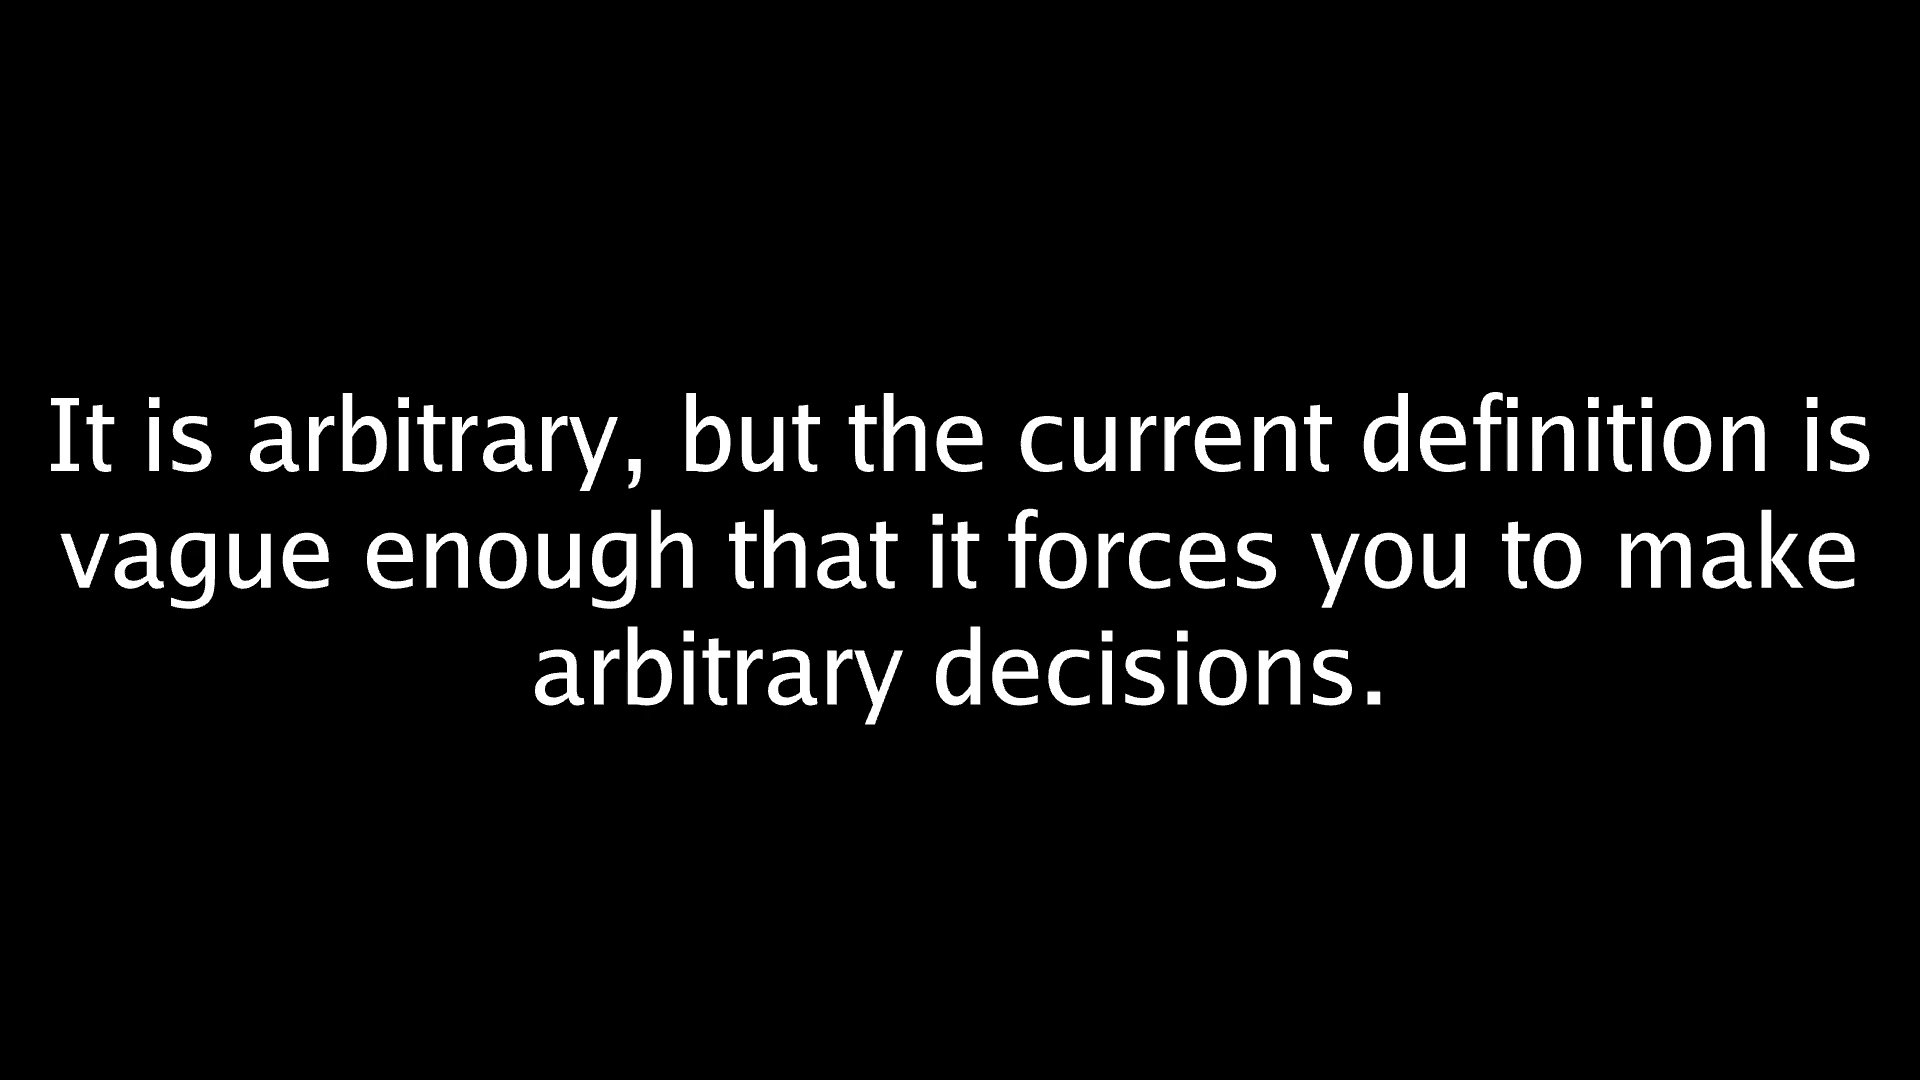 It is arbitrary, but the current definition is
vague enough that it forces you to make
arbitrary decisions.